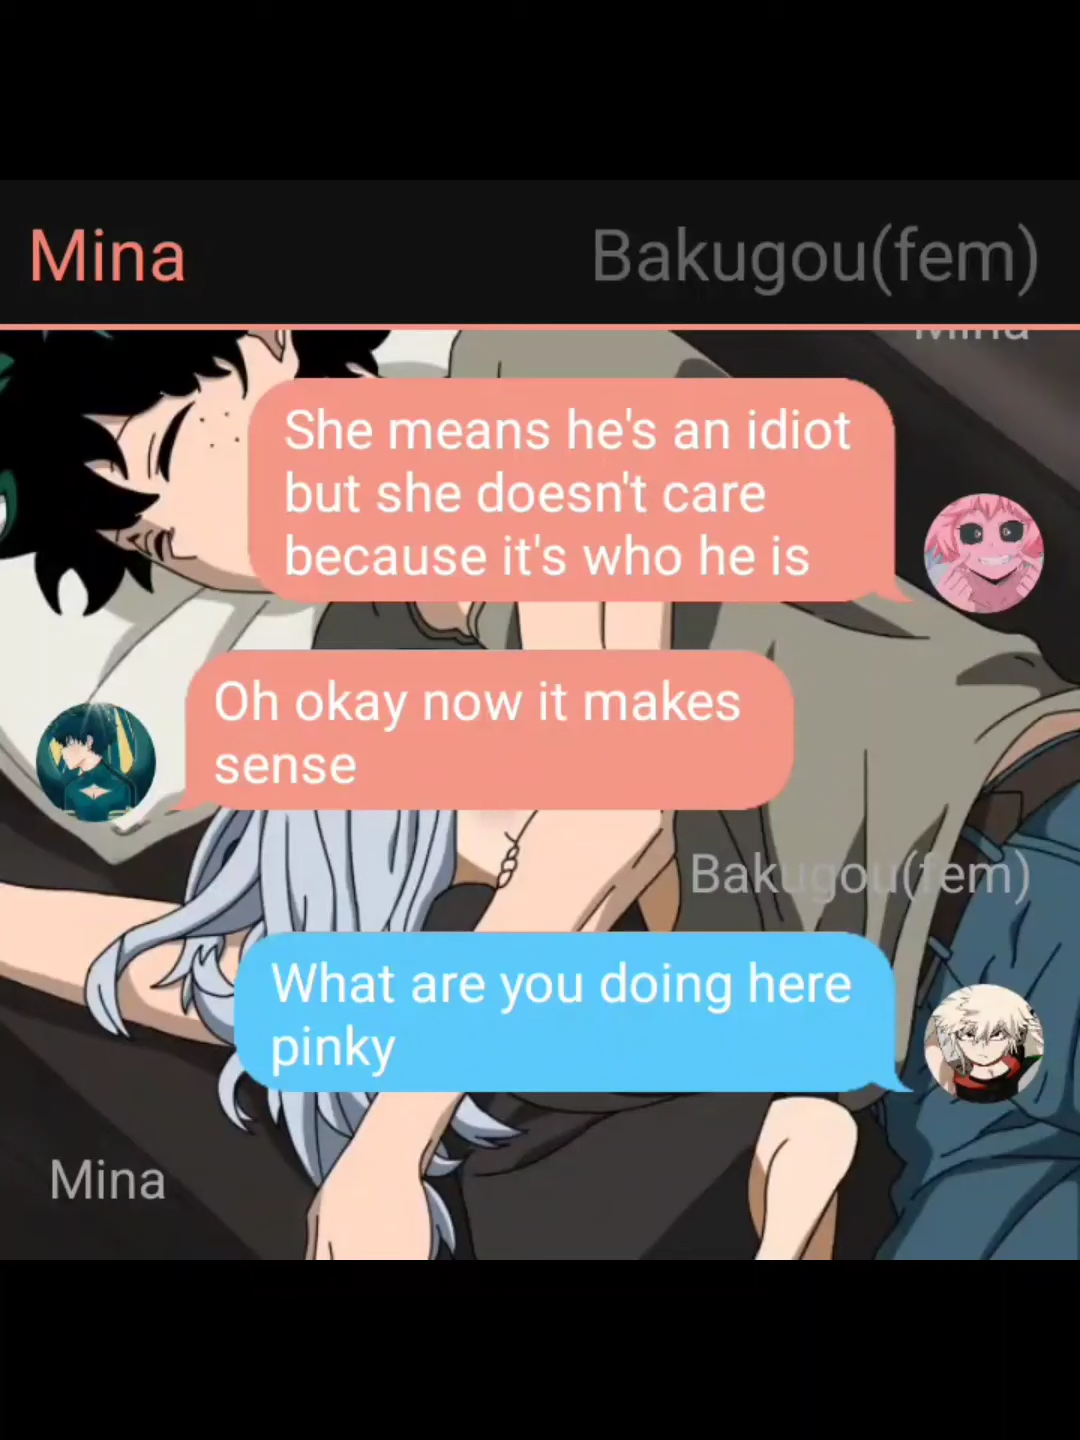 Mina
Bakugou(fem)
Mina
She means he's an idiot
but she doesn't care
because it's who he is
Oh okay now it makes
sense
Bakugou(fem)
What are you doing here
pinky
Mina